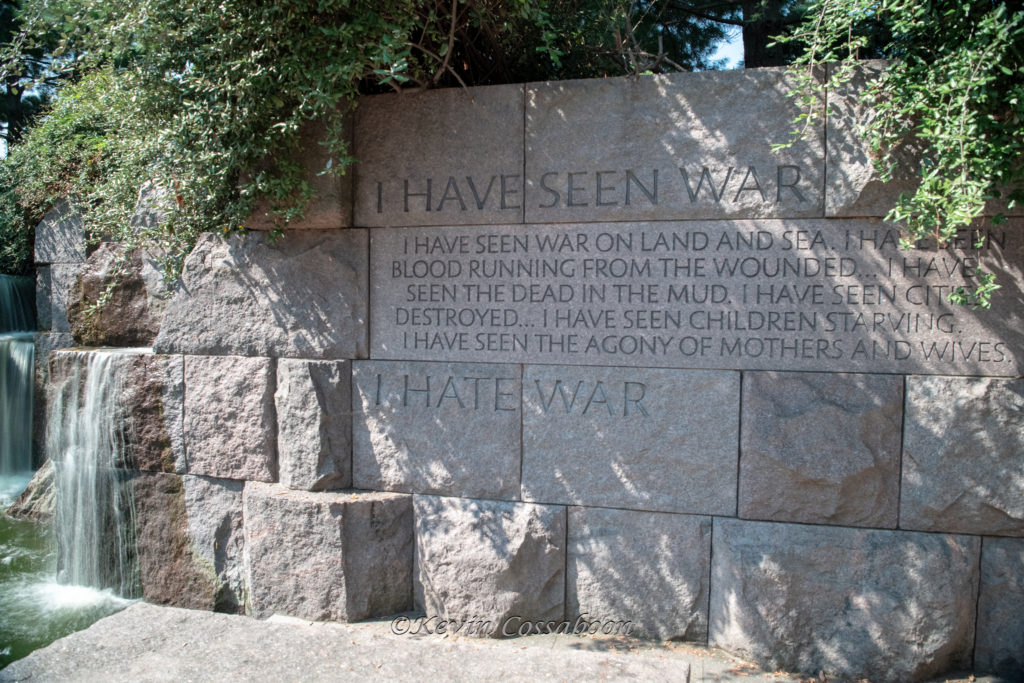 I HAVE SEEN WAR
I HAVE SEEN WAR ON LAND AND SEA. I HAVE SEEN
BLOOD RUNNING FROM THE WOUNDED... I HAVE
SEEN THE DEAD IN THE MUD. I HAVE SEEN CITIES
DESTROYED... I HAVE SEEN CHILDREN STARVING.
I HAVE SEEN THE AGONY OF MOTHERS AND WIVES.
I HATE WAR
©Kevin Cossaboon